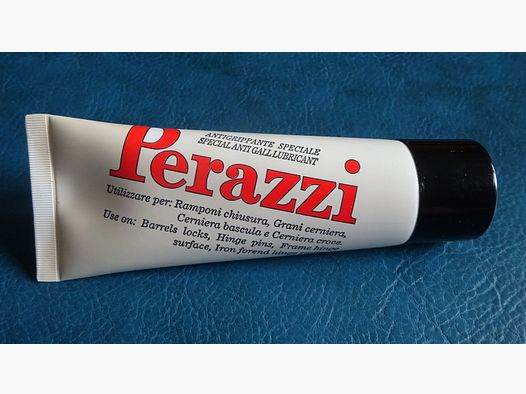 ANTIGRIPPANTE SPECIALE
SPECIAL ANTI GALL LUBRICANT
Perazzi
Utilizzare per: Ramponi chiusura, Grani cerniera,
Cerniera bascula e Cerniera croce.
Use on: Barrels locks, Hinge pins, Frame hinge
surface, Iron forend hinge